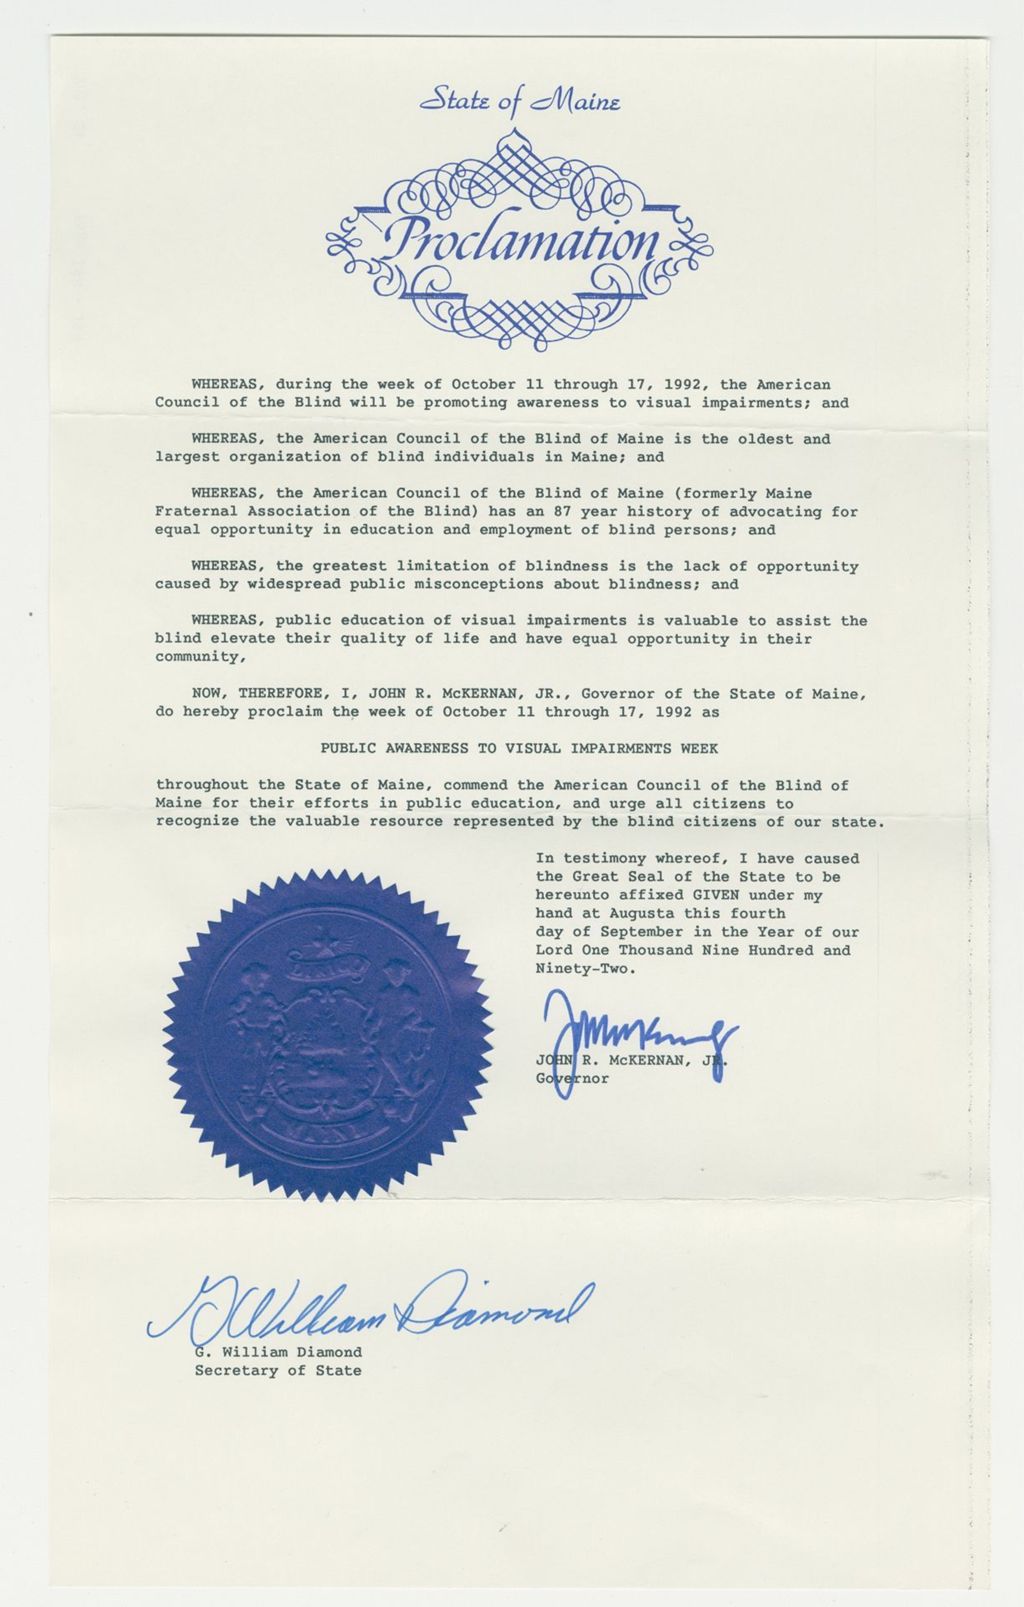 State of Maine
Proclamation
WHEREAS, during the week of October 11 through 17, 1992, the American
Council of the Blind will be promoting awareness to visual impairments; and
WHEREAS, the American Council of the Blind of Maine is the oldest and
largest organization of blind individuals in Maine; and
WHEREAS, the American Council of the Blind of Maine (formerly Maine
Fraternal Association of the Blind) has an 87 year history of advocating for
equal opportunity in education and employment of blind persons; and
WHEREAS, the greatest limitation of blindness is the lack of opportunity
caused by widespread public misconceptions about blindness; and
WHEREAS, public education of visual impairments is valuable to assist the
blind elevate their quality of life and have equal opportunity in their
community,
NOW, THEREFORE, I, JOHN R. McKERNAN, JR., Governor of the State of Maine,
do hereby proclaim the week of October 11 through 17, 1992 as
PUBLIC AWARENESS TO VISUAL IMPAIRMENTS WEEK
throughout the State of Maine, commend the American Council of the Blind of
Maine for their efforts in public education, and urge all citizens to
recognize the valuable resource represented by the blind citizens of our state.
In testimony whereof, I have caused
the Great Seal of the State to be
hereunto affixed GIVEN under my
hand at Augusta this fourth
day of September in the Year of our
Lord One Thousand Nine Hundred and
Ninety-Two.
JOHN R. McKERNAN, JR.
Governor
DIRIGO
MAINE
G William Diamond
G. William Diamond
Secretary of State